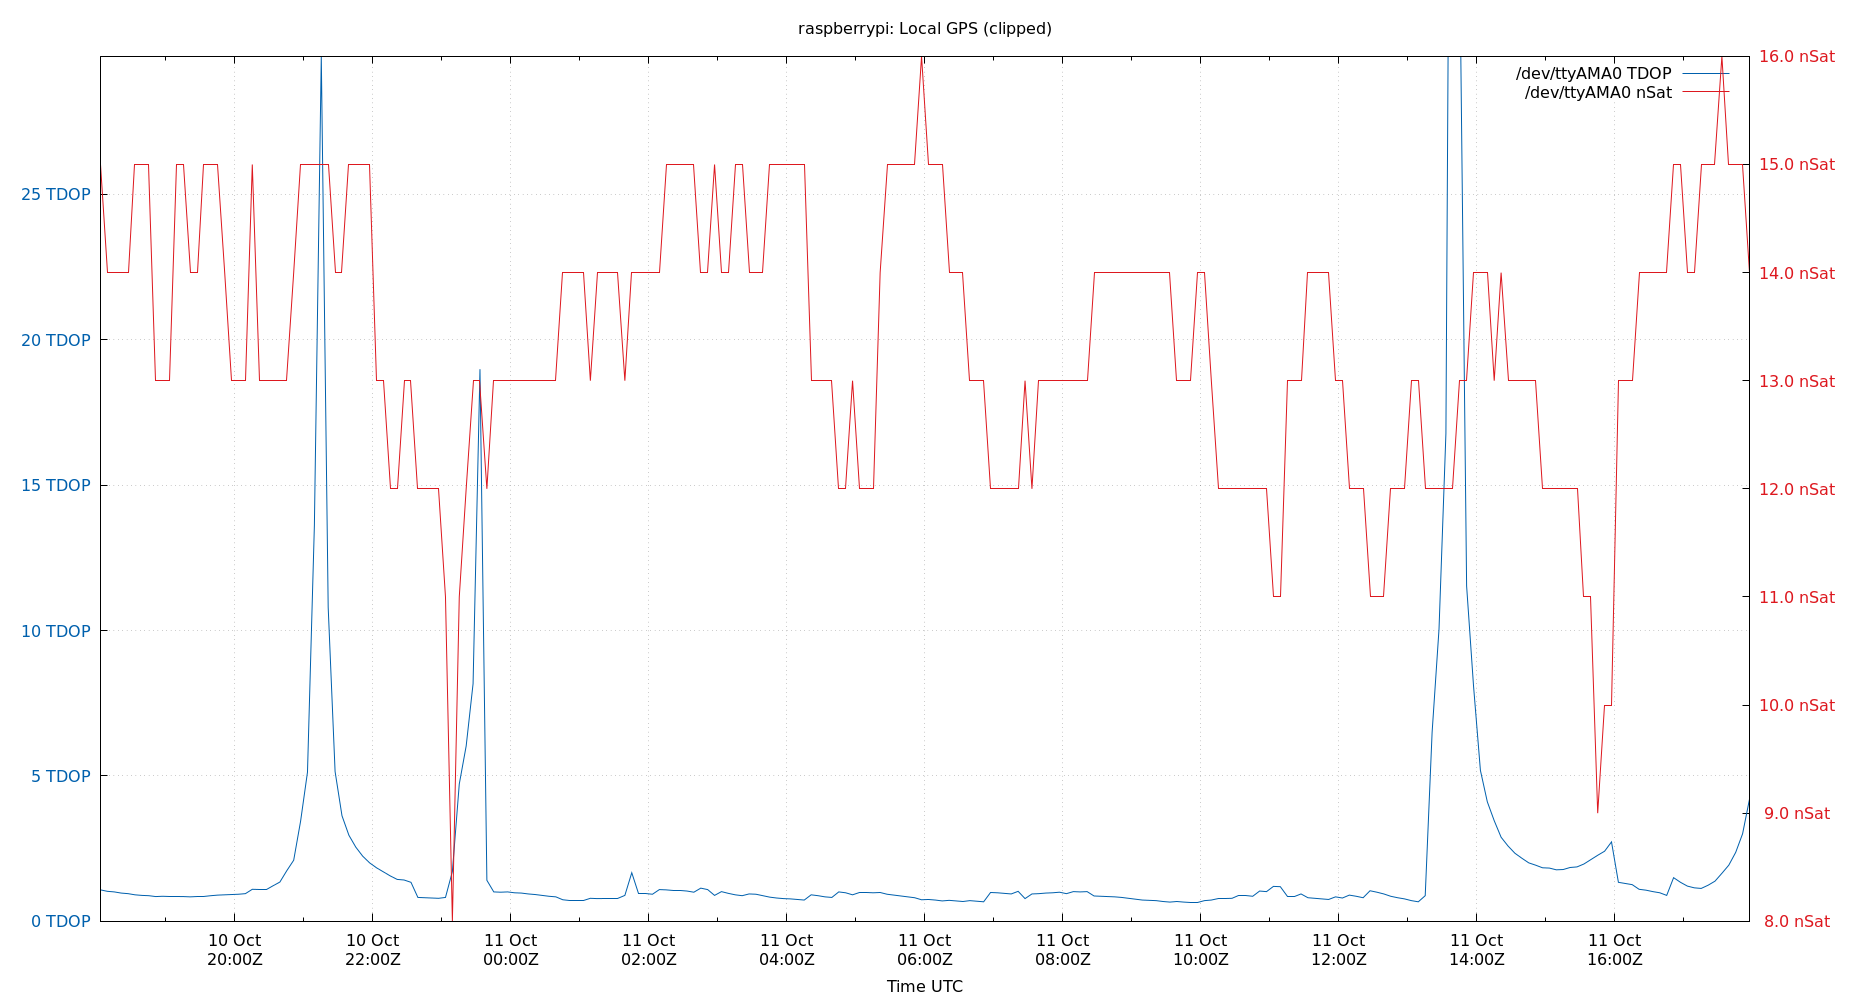 raspberrypi: Local GPS (clipped)
/dev/ttyAMA0 TDOP
/dev/ttyAMA0 nSat
25 TDOP
20 TDOP
15 TDOP
10 TDOP
5 TDOP
0 TDOP
16.0 nSat
15.0 nSat
14.0 nSat
13.0 nSat
12.0 nSat
11.0 nSat
10.0 nSat
9.0 nSat
8.0 nSat
10 Oct 10 Oct 11 Oct 11 Oct 11 Oct 11 Oct 11 Oct 11 Oct 11 Oct 11 Oct 11 Oct
20:00Z 22:00Z 00:00Z 02:00Z 04:00Z 06:00Z 08:00Z 10:00Z 12:00Z 14:00Z 16:00Z
Time UTC